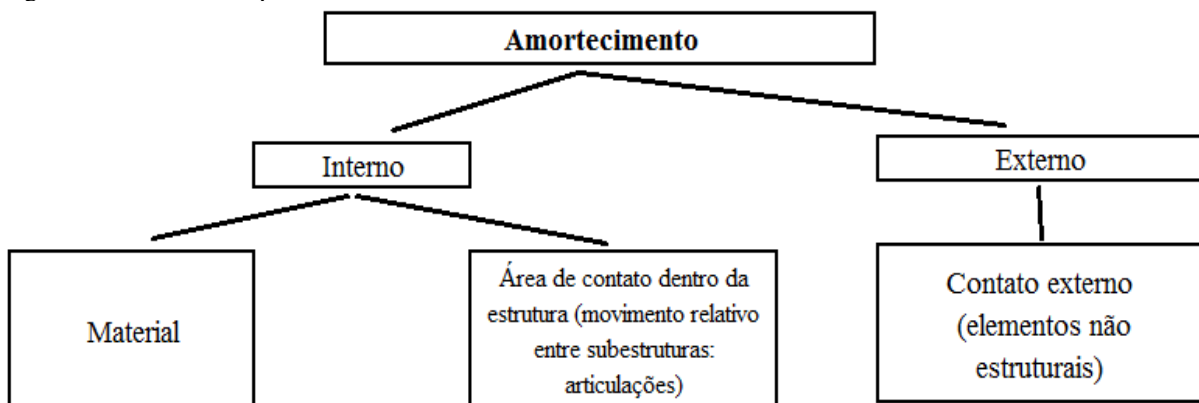 Amortecimento
Interno
Externo
Material
Área de contato dentro da
estrutura (movimento relativo
entre subestruturas:
articulações)
Contato externo
(elementos não
estruturais)